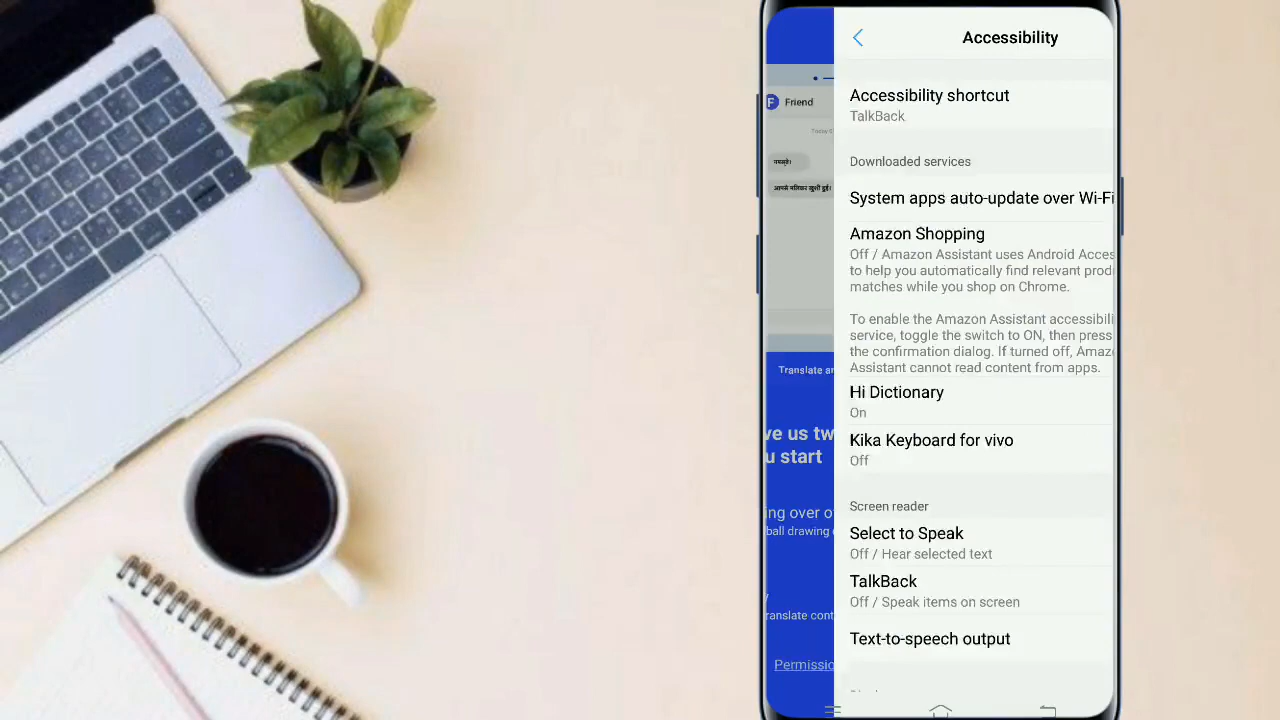 Accessibility
Accessibility shortcut
TalkBack
Downloaded services
System apps auto-update over Wi-Fi
Amazon Shopping
Off / Amazon Assistant uses Android Acces
to help you automatically find relevant prod
matches while you shop on Chrome.
To enable the Amazon Assistant accessibili
service, toggle the switch to ON, then press
the confirmation dialog. If turned off, Amaz
Assistant cannot read content from apps.
Hi Dictionary
On
Kika Keyboard for vivo
Off
Screen reader
Select to Speak
Off / Hear selected text
TalkBack
Off / Speak items on screen
Text-to-speech output
F Friend
Today
Translate an
ve us tw
u start
ing over o
ball drawing
ranslate cont
Permissio